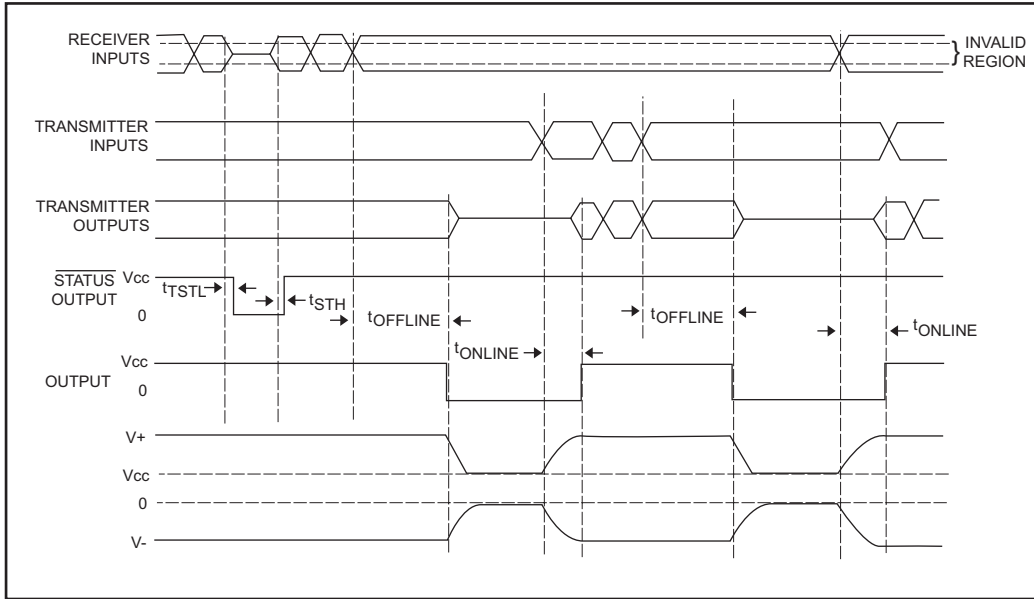 RECEIVER
INPUTS
} INVALID
REGION
TRANSMITTER
INPUTS
TRANSMITTER
OUTPUTS
STATUS
OUTPUT
Vcc
0
tTSTL
tSTH
tOFFLINE
tONLINE
tOFFLINE
tONLINE
OUTPUT
Vcc
0
V+
Vcc
0
V-